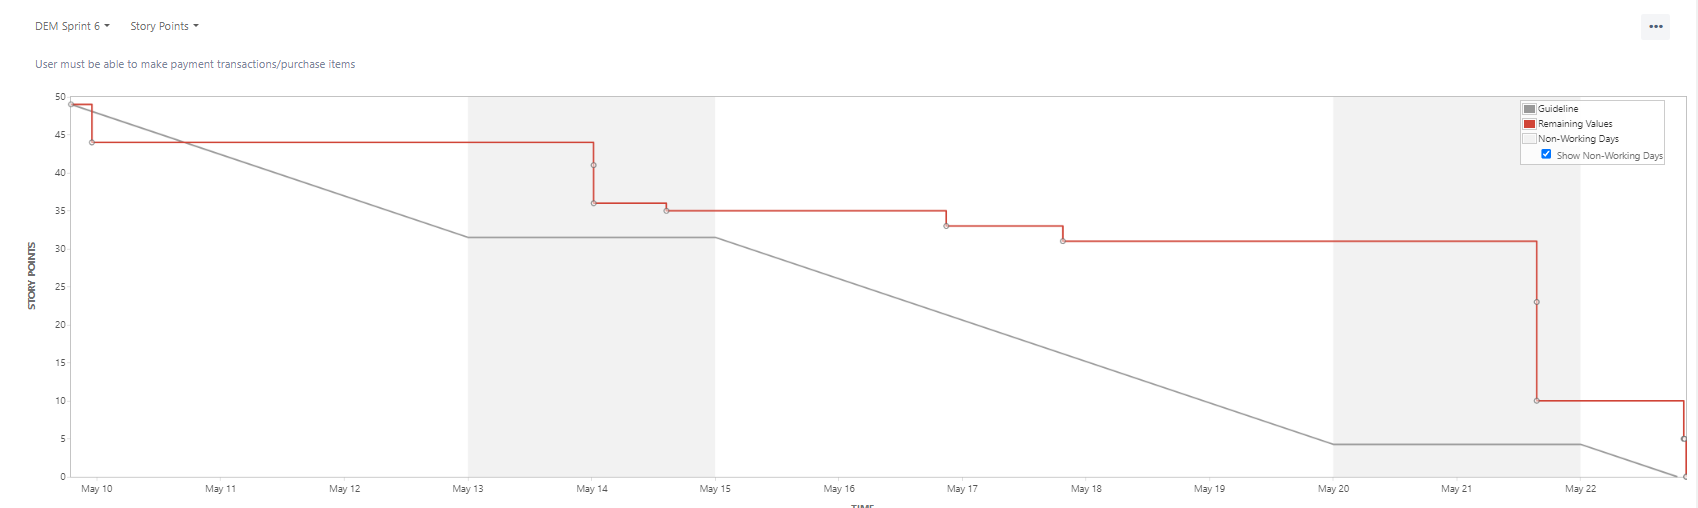 DEM Sprint 6 Story Points
User must be able to make payment transactions/purchase items
50
45
40
35
30
25
20
15
10
5
0
STORY POINTS
Guideline
Remaining Values
Non-Working Days
Show Non-Working Days
May 10 May 11 May 12 May 13 May 14 May 15 May 16 May 17 May 18 May 19 May 20 May 21 May 22
TIME